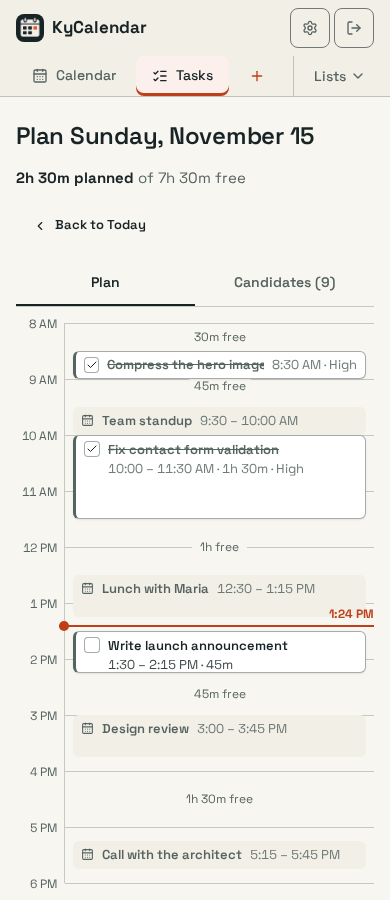 KyCalendar
Calendar
Tasks
+
Lists
Plan Sunday, November 15
2h 30m planned of 7h 30m free
Back to Today
Plan
Candidates (9)
8 AM
30m free
Compress the hero image 8:30 AM · High
9 AM
45m free
Team standup 9:30 – 10:00 AM
10 AM
Fix contact form validation
10:00 – 11:30 AM · 1h 30m · High
11 AM
12 PM
1h free
Lunch with Maria 12:30 – 1:15 PM
1 PM
1:24 PM
Write launch announcement
1:30 – 2:15 PM · 45m
2 PM
45m free
3 PM
Design review 3:00 – 3:45 PM
4 PM
1h 30m free
5 PM
Call with the architect 5:15 – 5:45 PM
6 PM